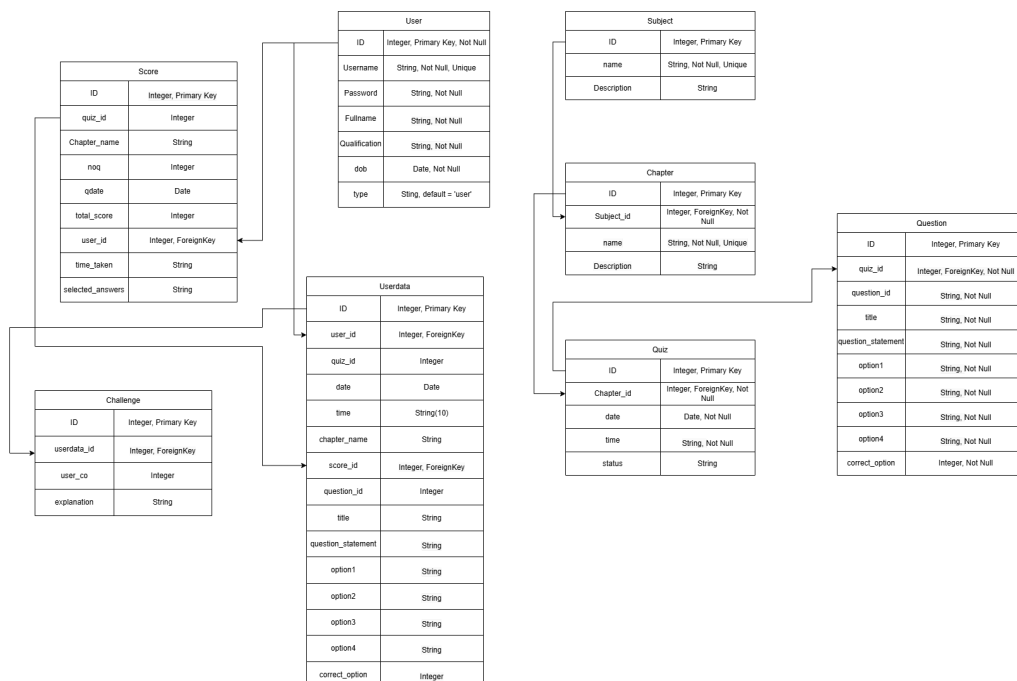 User
ID Integer, Primary Key, Not Null
Username String, Not Null, Unique
Password String, Not Null
Fullname String, Not Null
Qualification String, Not Null
dob Date, Not Null
type Sting, default = 'user'
Subject
ID Integer, Primary Key
name String, Not Null, Unique
Description String
Score
ID Integer, Primary Key
quiz_id Integer
Chapter_name String
noq Integer
qdate Date
total_score Integer
user_id Integer, ForeignKey
time_taken String
selected_answers String
Chapter
ID Integer, Primary Key
Subject_id Integer, ForeignKey, Not
Null
name String, Not Null, Unique
Description String
Question
ID Integer, Primary Key
quiz_id Integer, ForeignKey, Not Null
question_id String, Not Null
title String, Not Null
question_statement String, Not Null
option1 String, Not Null
option2 String, Not Null
option3 String, Not Null
option4 String, Not Null
correct_option Integer, Not Null
Userdata
ID Integer, Primary Key
user_id Integer, ForeignKey
quiz_id Integer
date Date
time String(10)
chapter_name String
score_id Integer, ForeignKey
question_id Integer
title String
question_statement String
option1 String
option2 String
option3 String
option4 String
correct_option Integer
Quiz
ID Integer, Primary Key
Chapter_id Integer, ForeignKey, Not
Null
date Date, Not Null
time String, Not Null
status String
Challenge
ID Integer, Primary Key
userdata_id Integer, ForeignKey
user_co Integer
explanation String